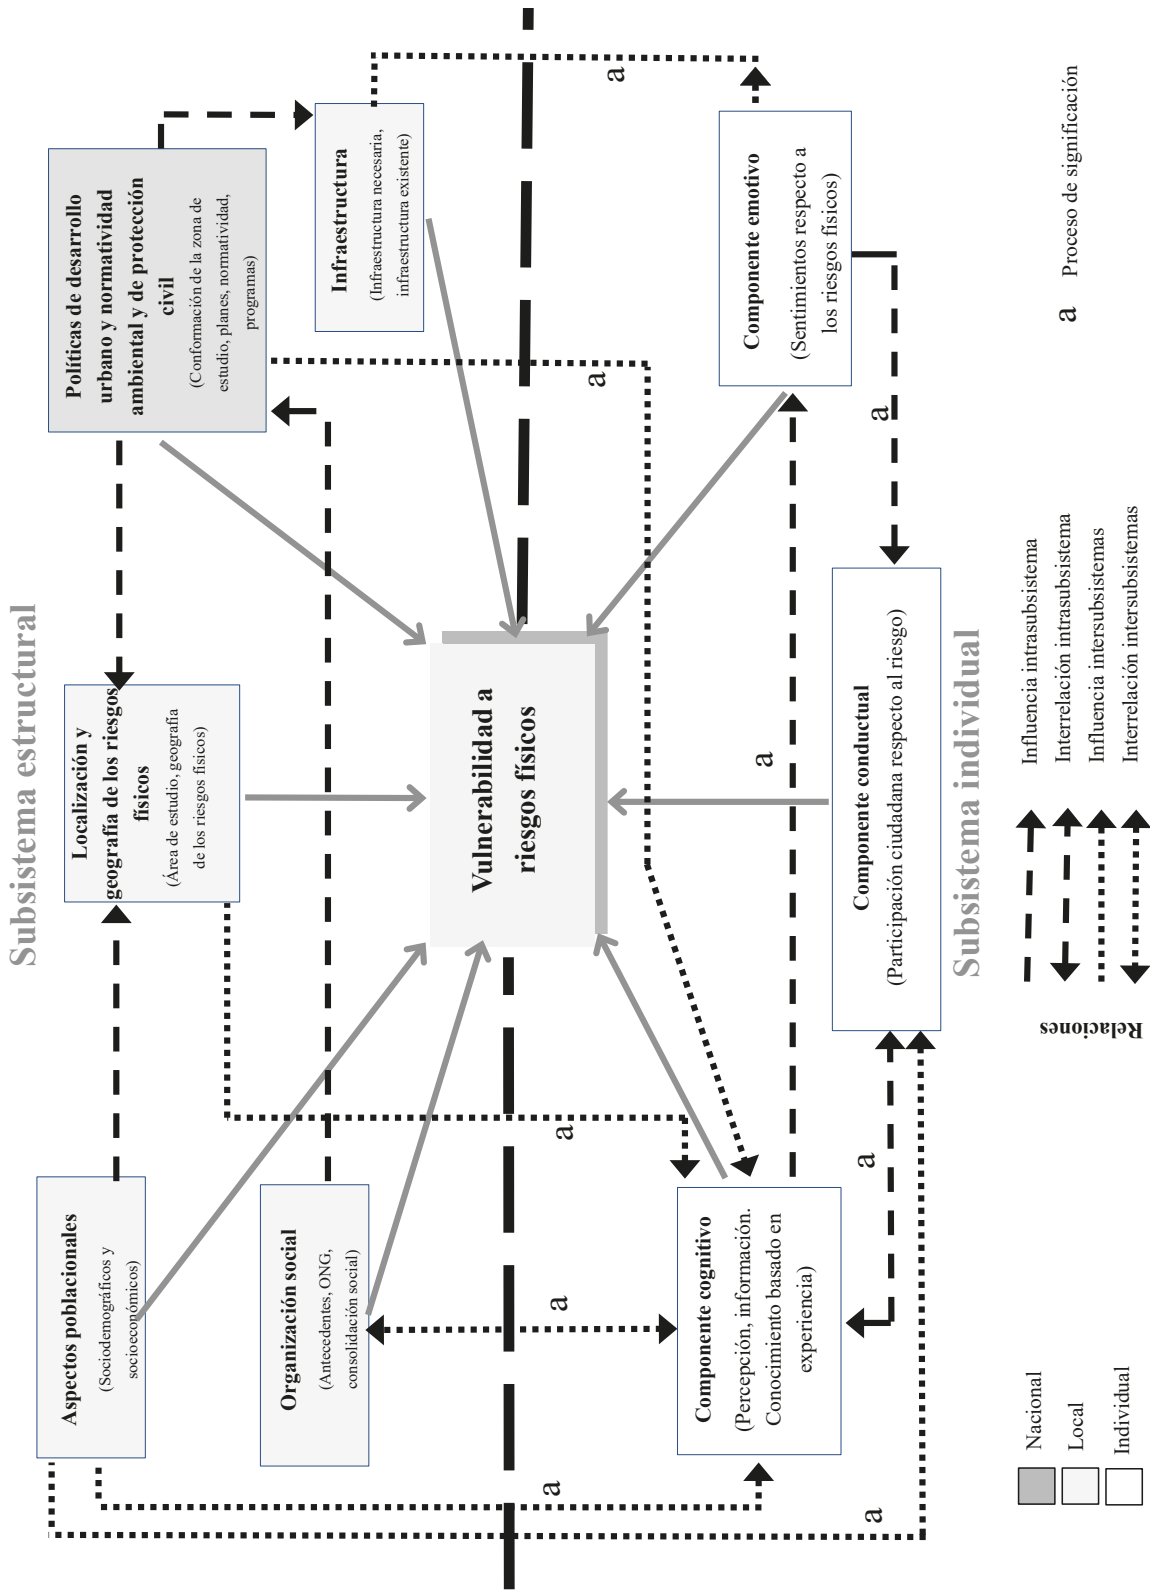 Subsistema estructural
Aspectos poblacionales
(Sociodemográficos y
socioeconómicos)
Localización y
geografía de los riesgos
físicos
(Área de estudio, geografía
de los riesgos físicos)
Políticas de desarrollo
urbano y normatividad
ambiental y de protección
civil
(Conformación de la zona de
estudio, planes, normatividad,
programas)
Organización social
(Antecedentes, ONG,
consolidación social)
Infraestructura
(Infraestructura necesaria,
infraestructura existente)
Vulnerabilidad a
riesgos físicos
a
a
a
a
a
Componente cognitivo
(Percepción, información.
Conocimiento basado en
experiencia)
Componente emotivo
(Sentimientos respecto a
los riesgos físicos)
a
a
a
a
Componente conductual
(Participación ciudadana respecto al riesgo)
Subsistema individual
Nacional
Local
Individual
Relaciones
Influencia intrasubsistema
Interrelación intrasubsistema
Influencia intersubsistemas
Interrelación intersubsistemas
a Proceso de significación